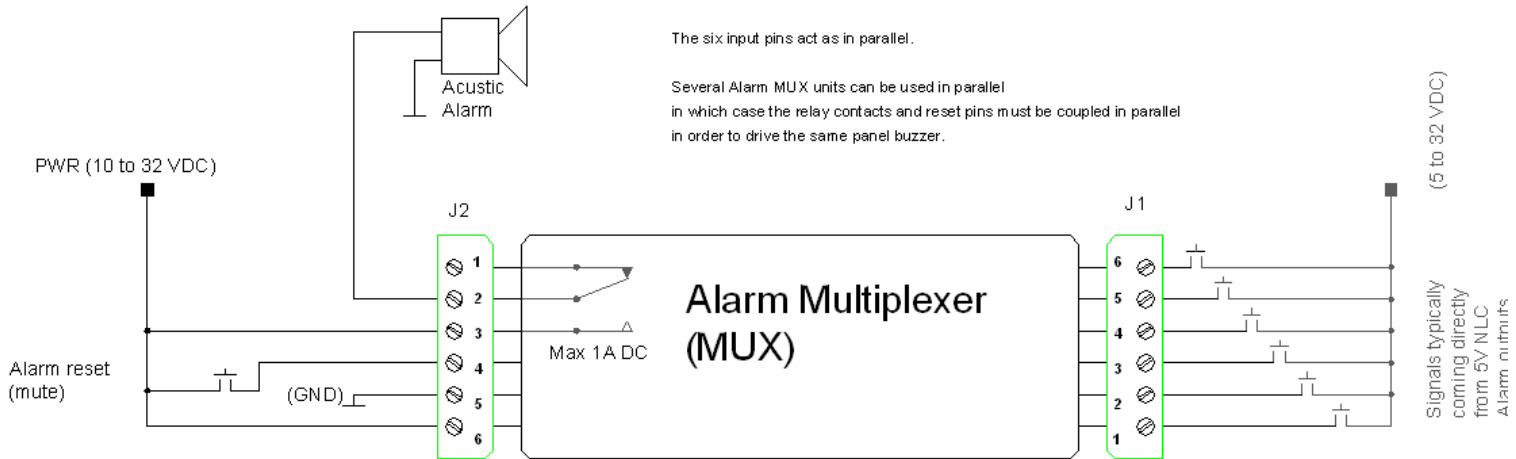 The six input pins act as in parallel.
Several Alarm MUX units can be used in parallel
in which case the relay contacts and reset pins must be coupled in parallel
in order to drive the same panel buzzer.
Acustic
Alarm
PWR (10 to 32 VDC)
(5 to 32 VDC)
J2
J1
1
2
3
4
5
6
Max 1A DC
Alarm Multiplexer
(MUX)
6
5
4
3
2
1
Alarm reset
(mute)
(GND)
Signals typically
coming directly
from 5V NLC
Alarm outputs